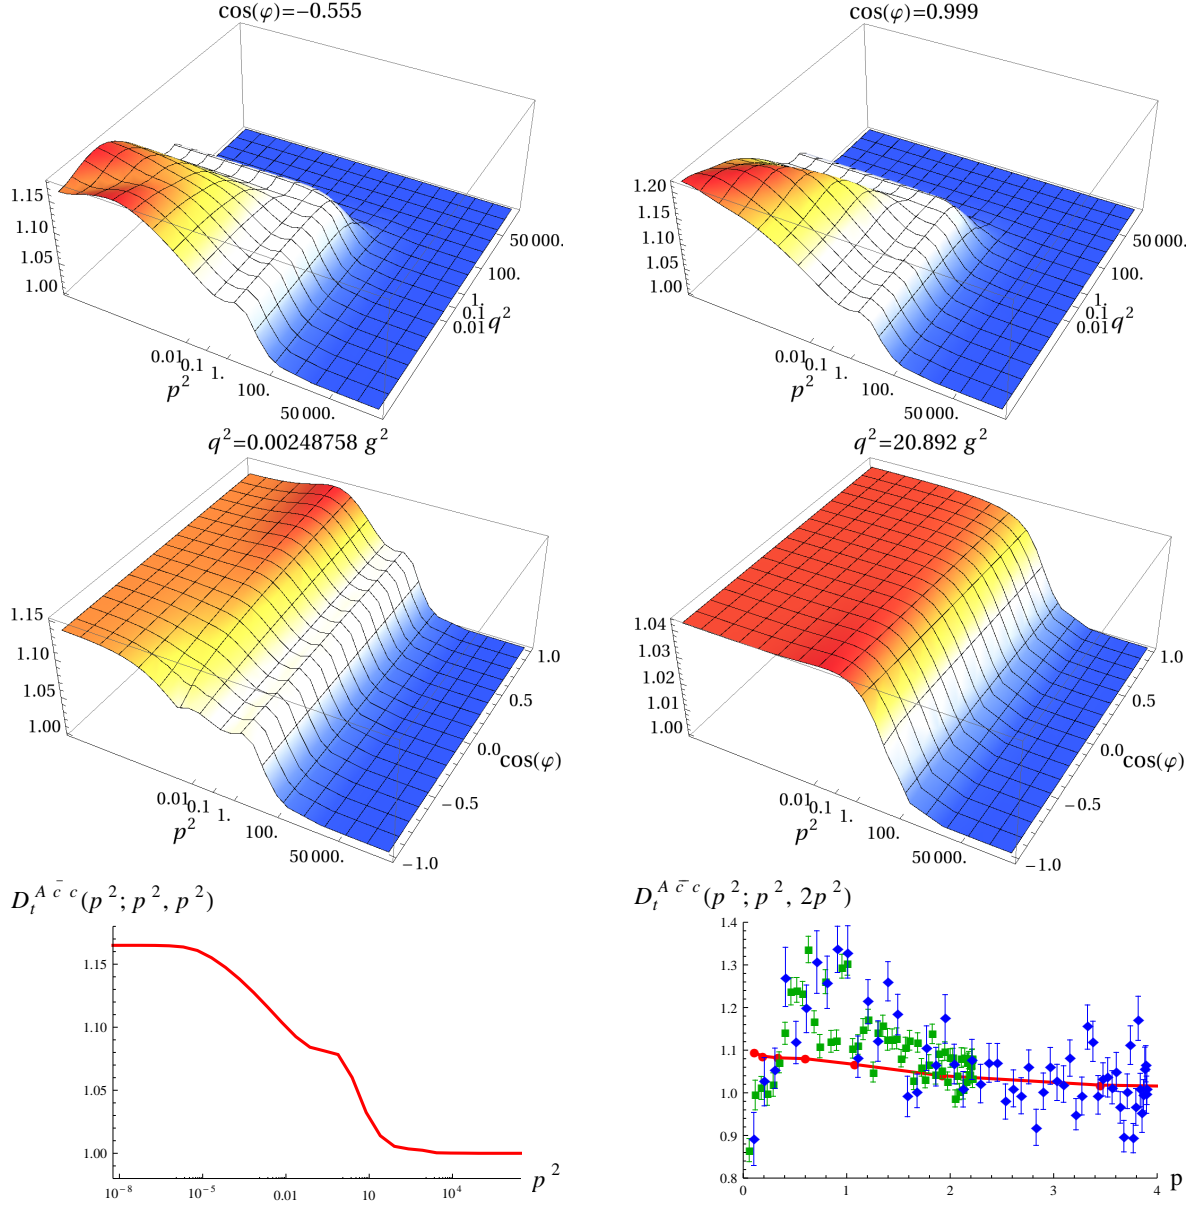 cos(φ)=−0.555
1.15
1.10
1.05
1.00
0.01 0.1 1. 100. 50 000.
p²
50 000.
100.
1.
0.1
0.01
q²
cos(φ)=0.999
1.20
1.15
1.10
1.05
1.00
0.01 0.1 1. 100. 50 000.
p²
50 000.
100.
1.
0.1
0.01
q²
q²=0.00248758 g²
1.15
1.10
1.05
1.00
0.01 0.1 1. 100. 50 000.
p²
1.0
0.5
0.0
−0.5
−1.0
cos(φ)
q²=20.892 g²
1.04
1.03
1.02
1.01
1.00
0.01 0.1 1. 100. 50 000.
p²
1.0
0.5
0.0
−0.5
−1.0
cos(φ)
D_t^{A c̄ c}(p²; p², p²)
1.15
1.10
1.05
1.00
10⁻⁸ 10⁻⁵ 0.01 10 10⁴
p²
D_t^{A c̄ c}(p²; p², 2p²)
1.4
1.3
1.2
1.1
1.0
0.9
0.8
0 1 2 3 4
p